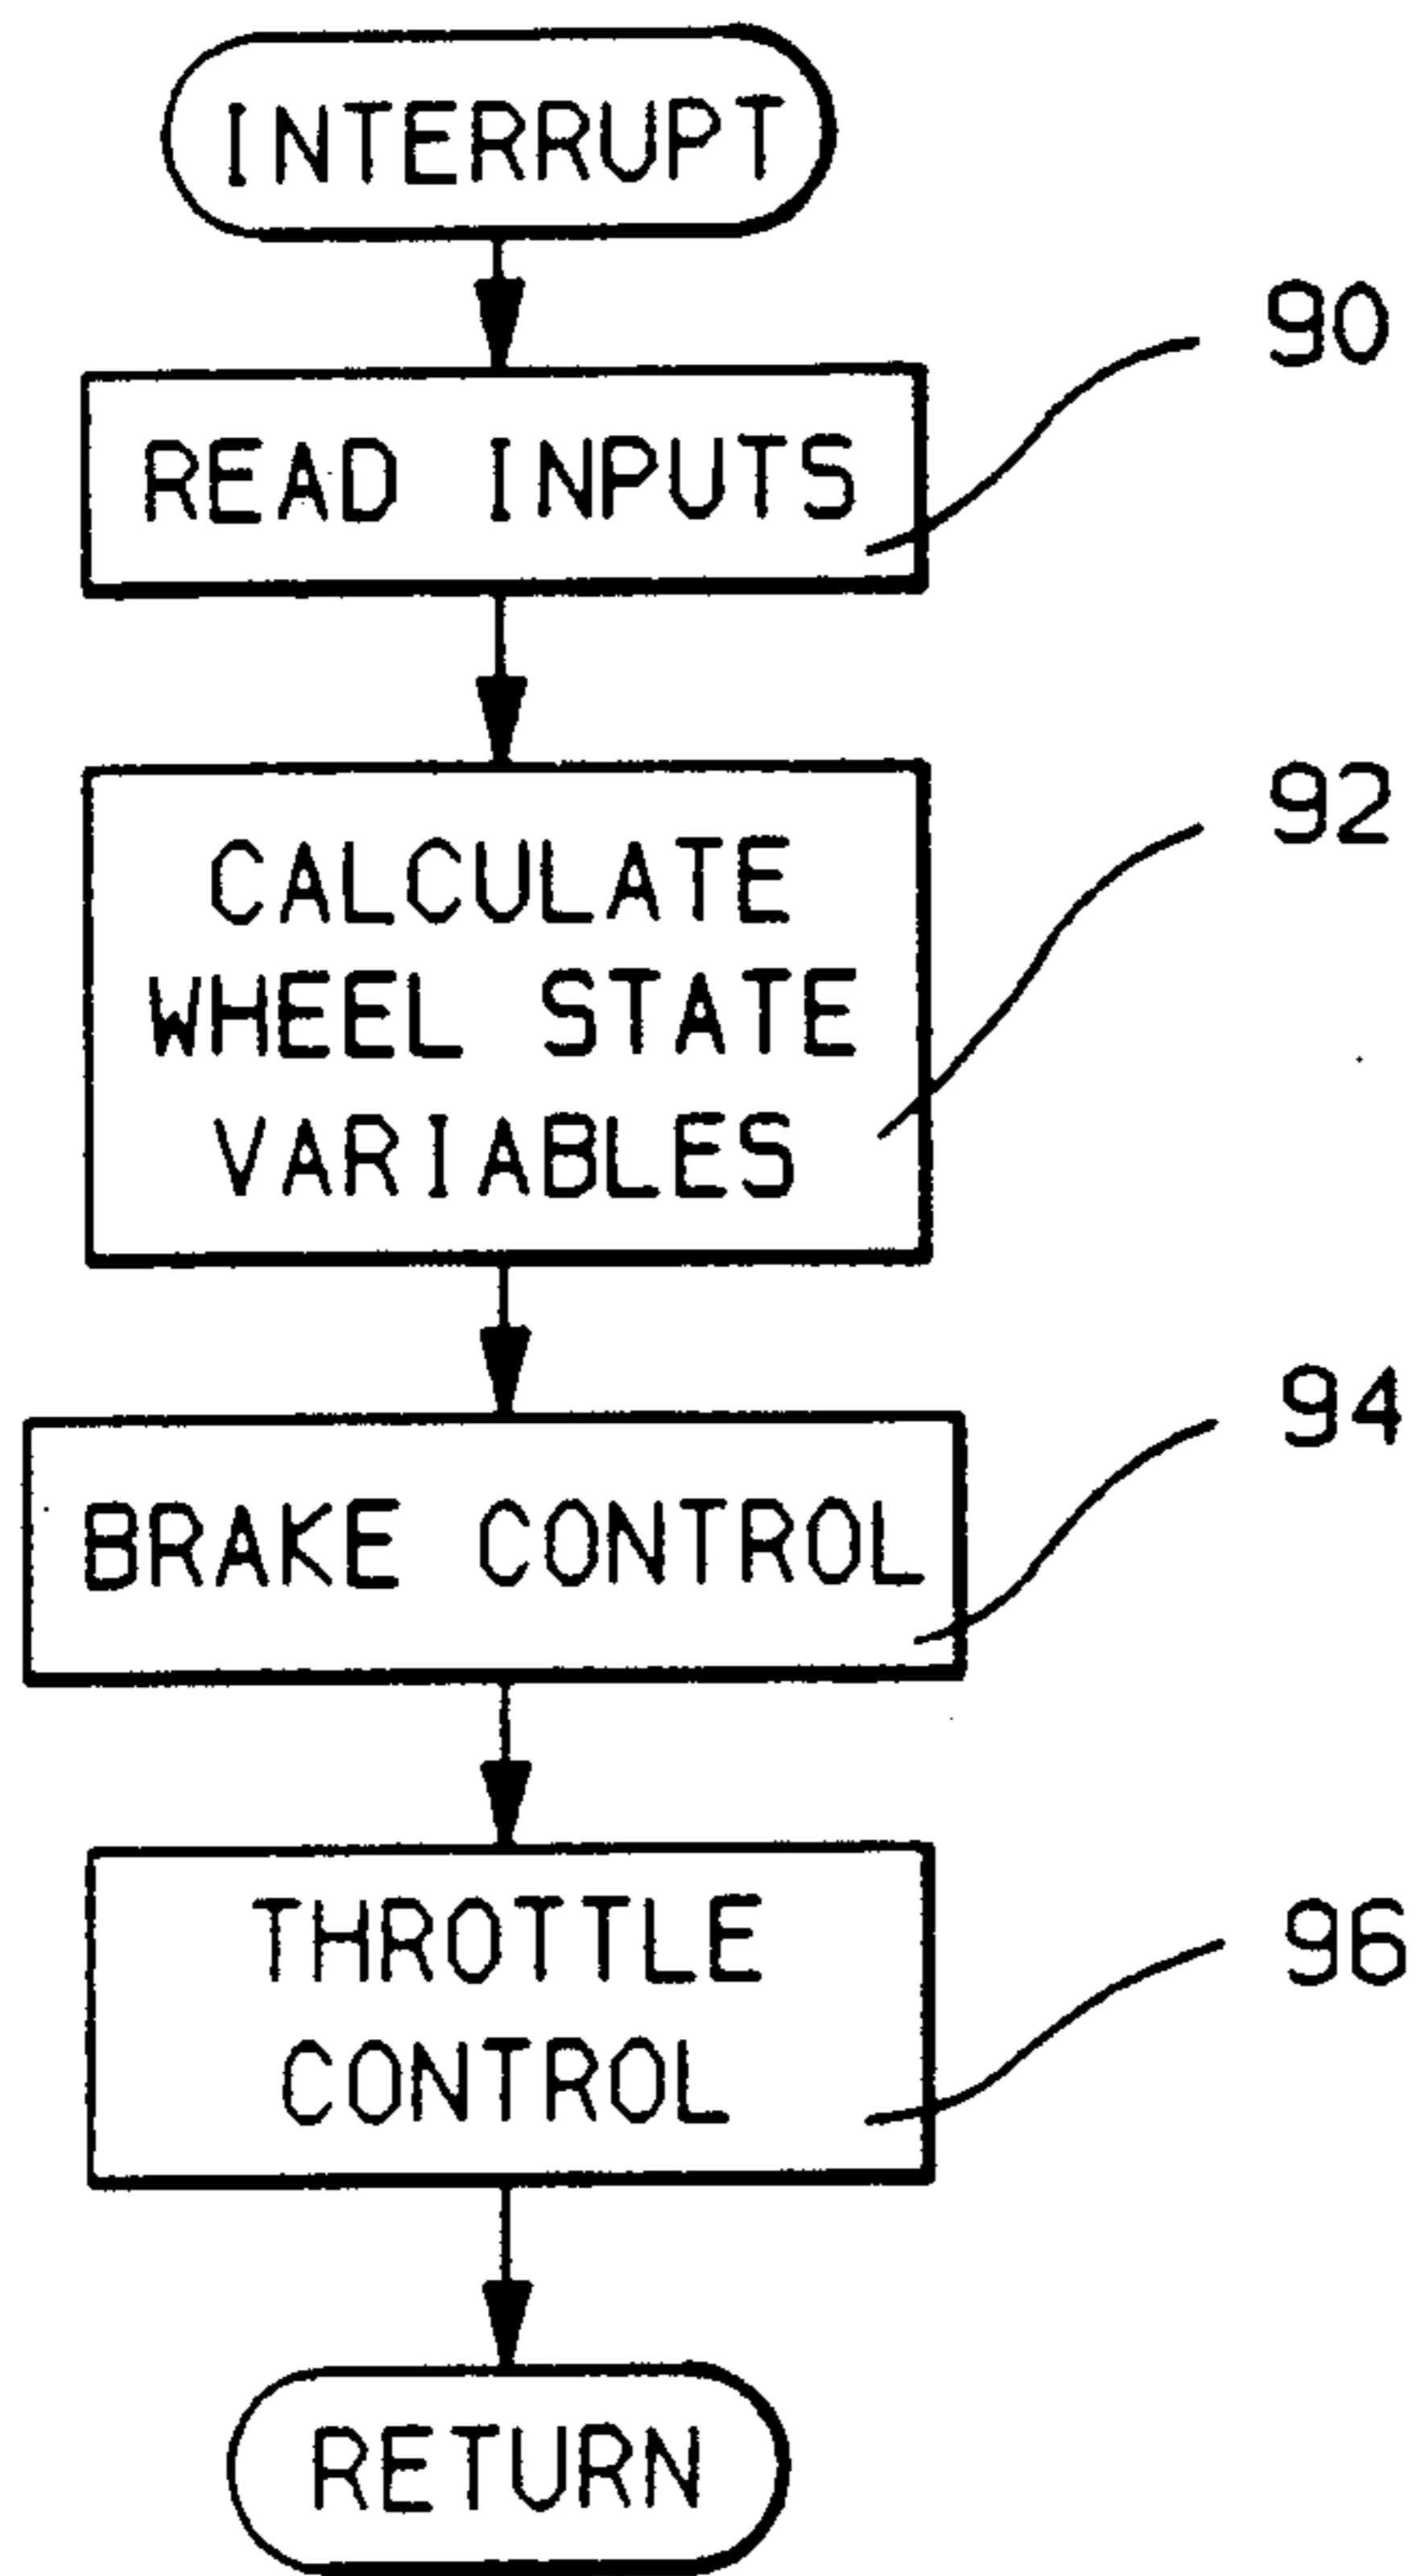 INTERRUPT
90
READ INPUTS
92
CALCULATE
WHEEL STATE
VARIABLES
94
BRAKE CONTROL
96
THROTTLE
CONTROL
RETURN